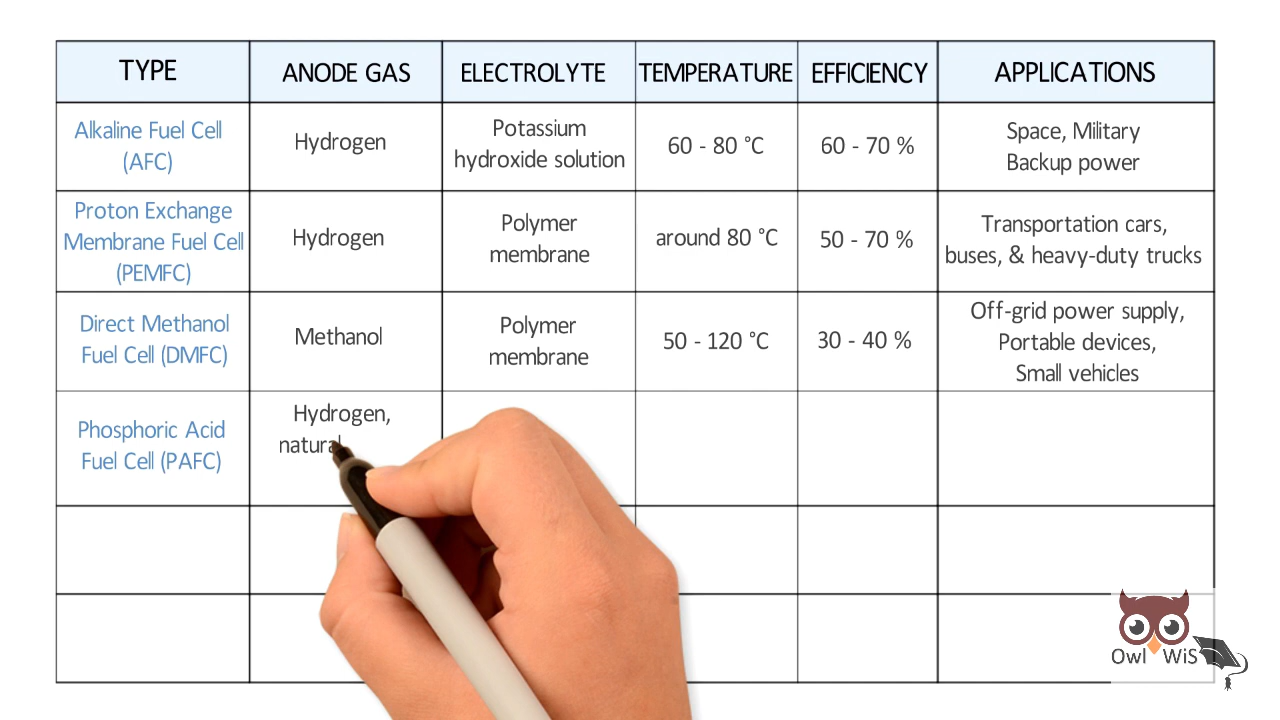 TYPE
ANODE GAS
ELECTROLYTE
TEMPERATURE
EFFICIENCY
APPLICATIONS
Alkaline Fuel Cell
(AFC)
Hydrogen
Potassium
hydroxide solution
60 - 80 °C
60 - 70 %
Space, Military
Backup power
Proton Exchange
Membrane Fuel Cell
(PEMFC)
Hydrogen
Polymer
membrane
around 80 °C
50 - 70 %
Transportation cars,
buses, & heavy-duty trucks
Direct Methanol
Fuel Cell (DMFC)
Methanol
Polymer
membrane
50 - 120 °C
30 - 40 %
Off-grid power supply,
Portable devices,
Small vehicles
Phosphoric Acid
Fuel Cell (PAFC)
Hydrogen,
natural
Owl WiS